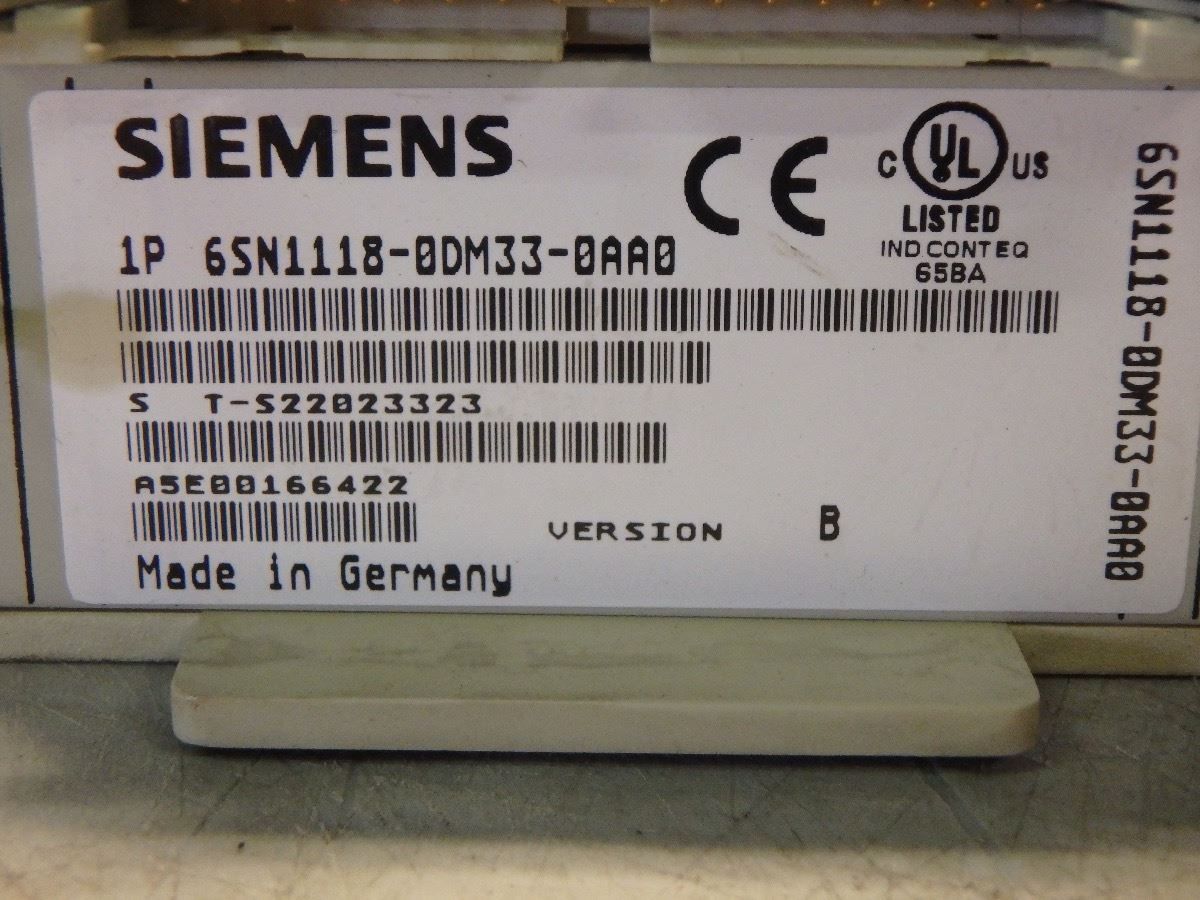 SIEMENS
CE
C UL US
LISTED
IND.CONT.EQ
65BA
1P 6SN1118-0DM33-0AA0
S T-S22023323
A5E00166422
VERSION B
Made in Germany
6SN1118-0DM33-0AA0